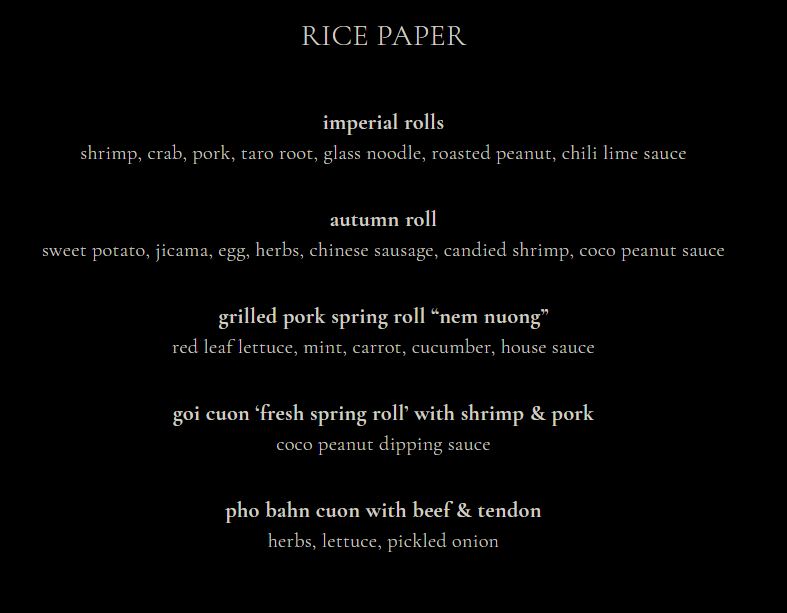 RICE PAPER
imperial rolls
shrimp, crab, pork, taro root, glass noodle, roasted peanut, chili lime sauce
autumn roll
sweet potato, jicama, egg, herbs, chinese sausage, candied shrimp, coco peanut sauce
grilled pork spring roll “nem nuong”
red leaf lettuce, mint, carrot, cucumber, house sauce
goi cuon ‘fresh spring roll’ with shrimp & pork
coco peanut dipping sauce
pho bahn cuon with beef & tendon
herbs, lettuce, pickled onion